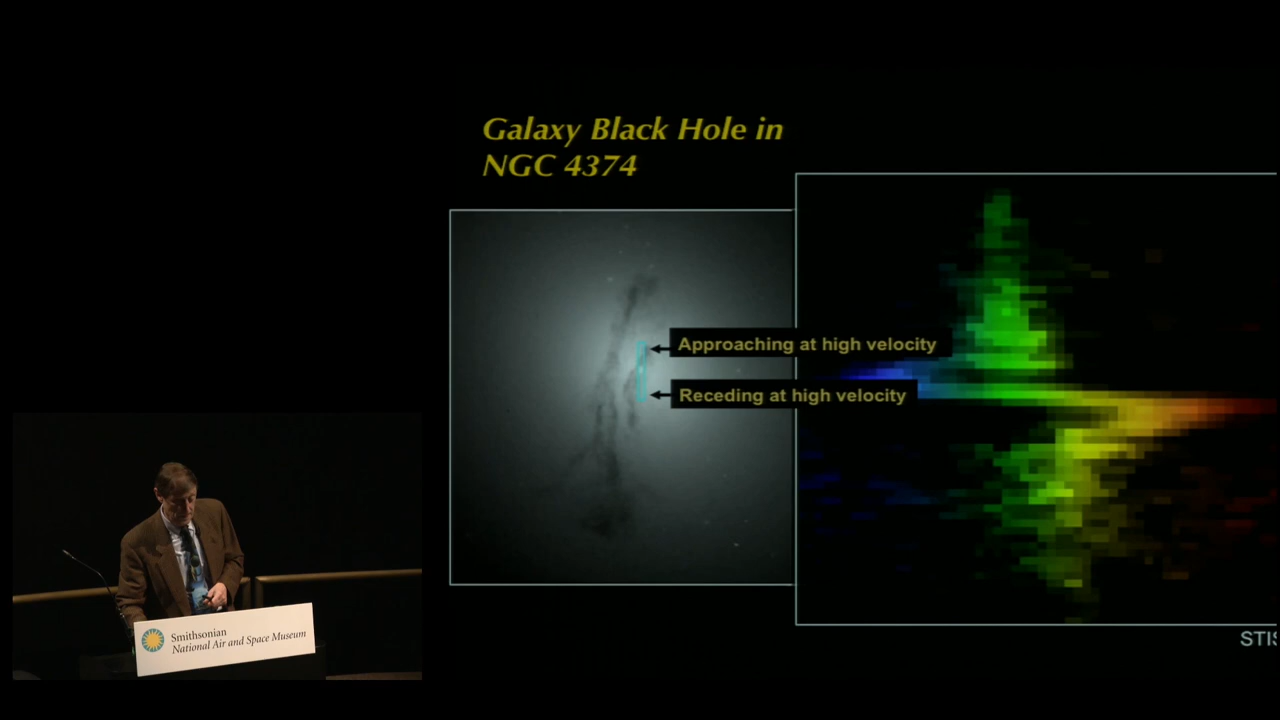 Galaxy Black Hole in
NGC 4374
Approaching at high velocity
Receding at high velocity
STIS
Smithsonian
National Air and Space Museum